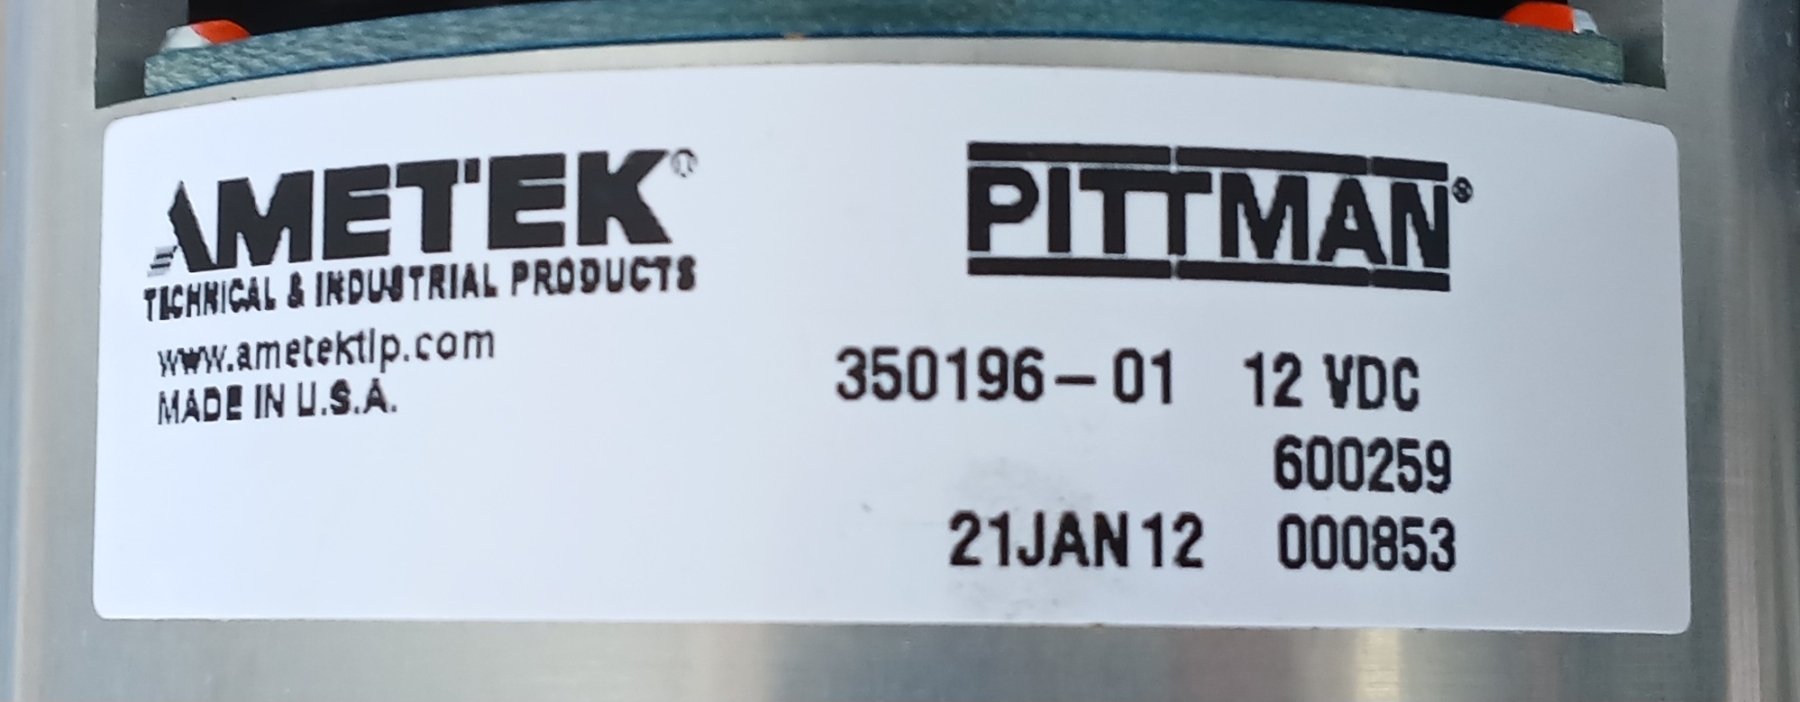 AMETEK®
TECHNICAL & INDUSTRIAL PRODUCTS
www.ametektip.com
MADE IN U.S.A.
PITTMAN®
350196-01 12 VDC
600259
21JAN12 000853